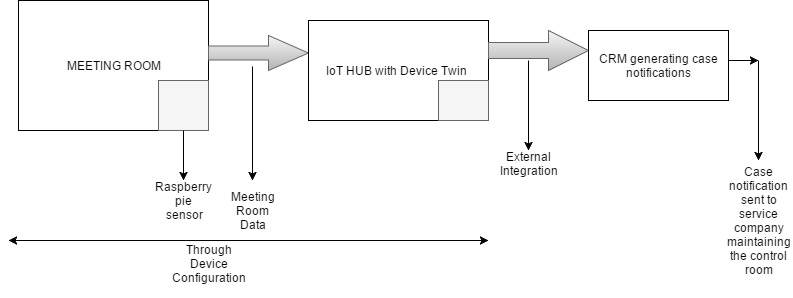 MEETING ROOM
IoT HUB with Device Twin
CRM generating case
notifications
External
Integration
Raspberry
pie
sensor
Meeting
Room
Data
Case
notification
sent to
service
company
maintaining
the control
room
Through
Device
Configuration